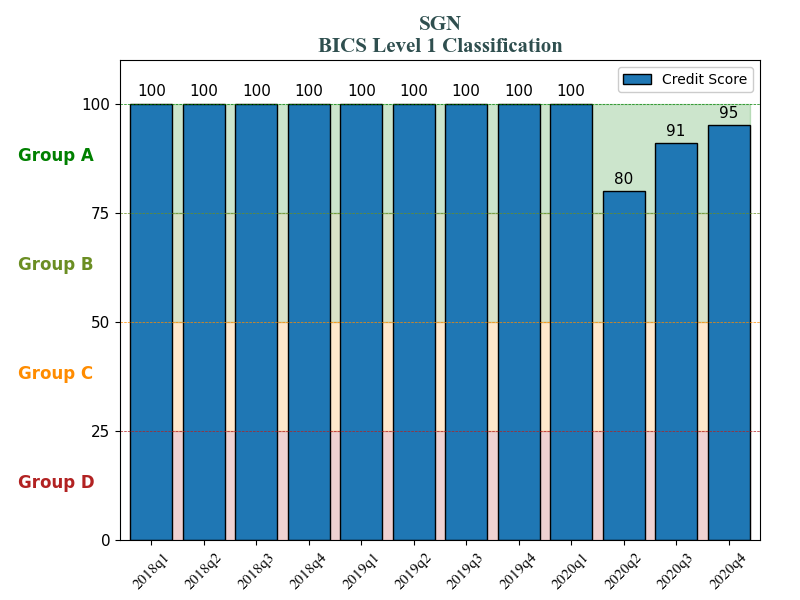 SGN
BICS Level 1 Classification
Credit Score
100 100 100 100 100 100 100 100 100 80 91 95
100
Group A
75
Group B
50
Group C
25
Group D
0
2018q1 2018q2 2018q3 2018q4 2019q1 2019q2 2019q3 2019q4 2020q1 2020q2 2020q3 2020q4